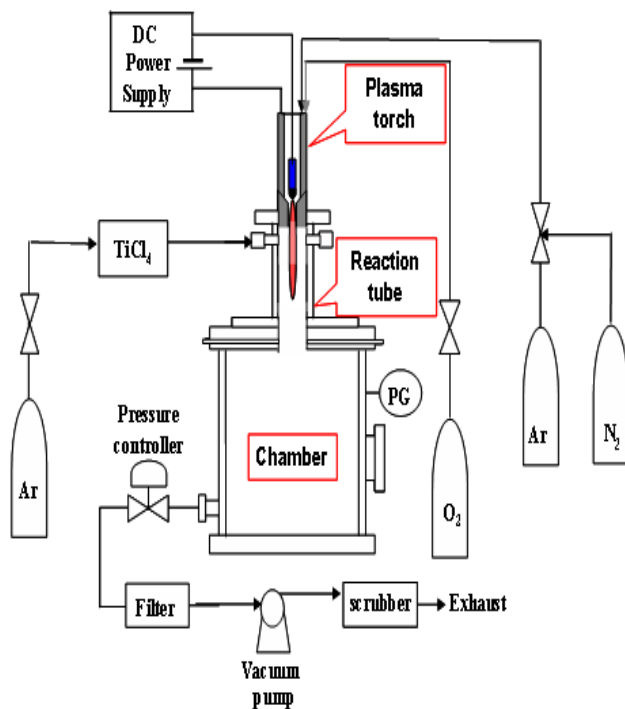 DC
Power
Supply
Plasma
torch
TiCl₄
Reaction
tube
PG
Pressure
controller
Chamber
Ar
Ar
N₂
O₂
Filter
scrubber
Exhaust
Vacuum
pump